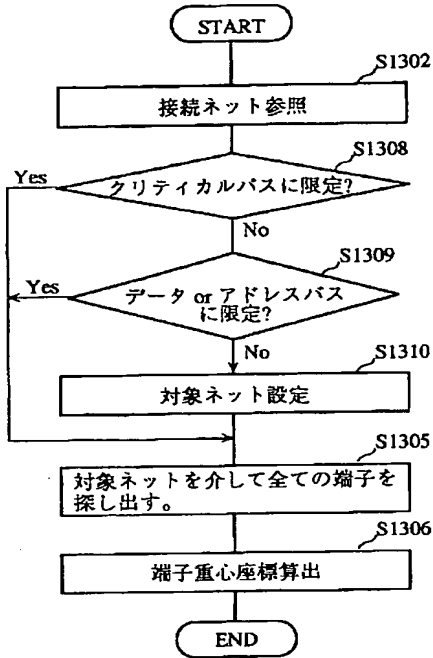 START
S1302
接続ネット参照
S1308
Yes
クリティカルパスに限定?
No
S1309
Yes
データ or アドレスバス
に限定?
No
S1310
対象ネット設定
S1305
対象ネットを介して全ての端子を
探し出す。
S1306
端子重心座標算出
END